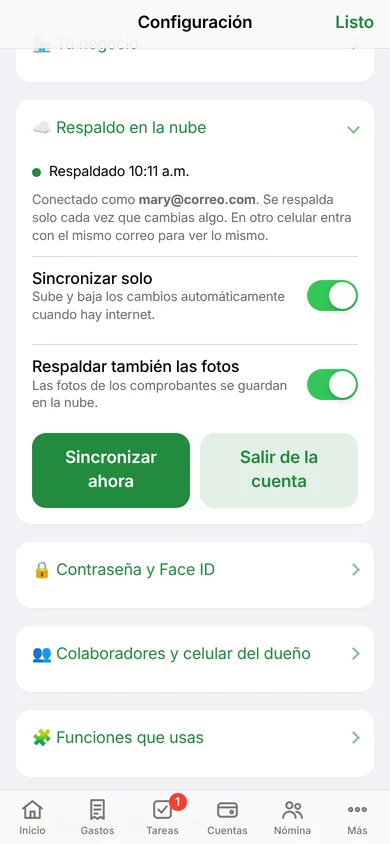 Configuración
Listo
Tu negocio
Respaldo en la nube
Respaldado 10:11 a.m.
Conectado como mary@correo.com. Se respalda
solo cada vez que cambias algo. En otro celular entra
con el mismo correo para ver lo mismo.
Sincronizar solo
Sube y baja los cambios automáticamente
cuando hay internet.
Respaldar también las fotos
Las fotos de los comprobantes se guardan
en la nube.
Sincronizar
ahora
Salir de la
cuenta
Contraseña y Face ID
Colaboradores y celular del dueño
Funciones que usas
1
Inicio
Gastos
Tareas
Cuentas
Nómina
Más